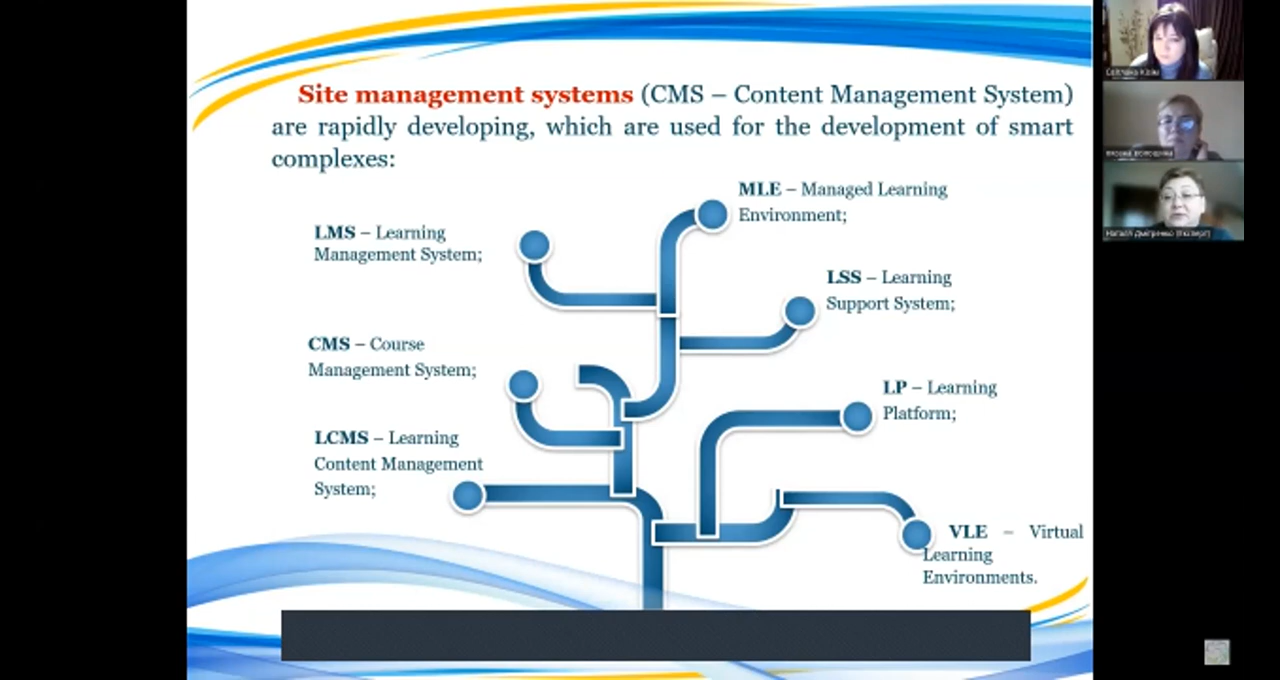 Site management systems (CMS – Content Management System)
are rapidly developing, which are used for the development of smart
complexes:
MLE – Managed Learning
Environment;
LMS – Learning
Management System;
LSS – Learning
Support System;
CMS – Course
Management System;
LP – Learning
Platform;
LCMS – Learning
Content Management
System;
VLE – Virtual
Learning
Environments.